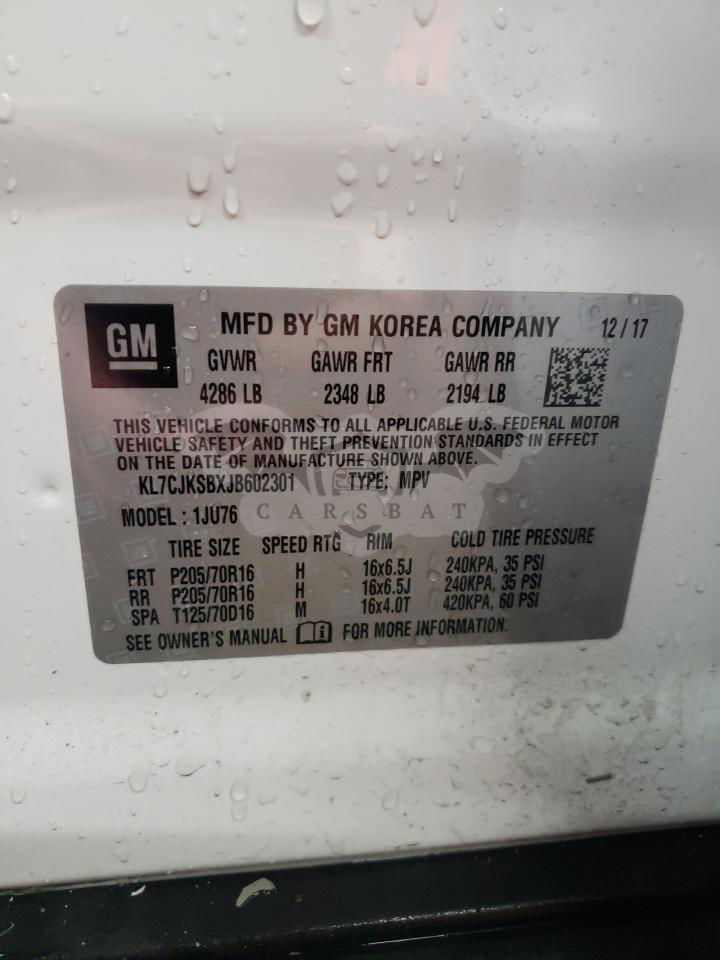 GM
MFD BY GM KOREA COMPANY 12/17
GVWR GAWR FRT GAWR RR
4286 LB 2348 LB 2194 LB
THIS VEHICLE CONFORMS TO ALL APPLICABLE U.S. FEDERAL MOTOR
VEHICLE SAFETY AND THEFT PREVENTION STANDARDS IN EFFECT
ON THE DATE OF MANUFACTURE SHOWN ABOVE.
KL7CJKSBXJB602301 TYPE: MPV
MODEL : 1JU76
CARSBAT
TIRE SIZE SPEED RTG RIM COLD TIRE PRESSURE
FRT P205/70R16 H 16x6.5J 240KPA, 35 PSI
RR P205/70R16 H 16x6.5J 240KPA, 35 PSI
SPA T125/70D16 M 16x4.0T 420KPA, 60 PSI
SEE OWNER'S MANUAL FOR MORE INFORMATION.